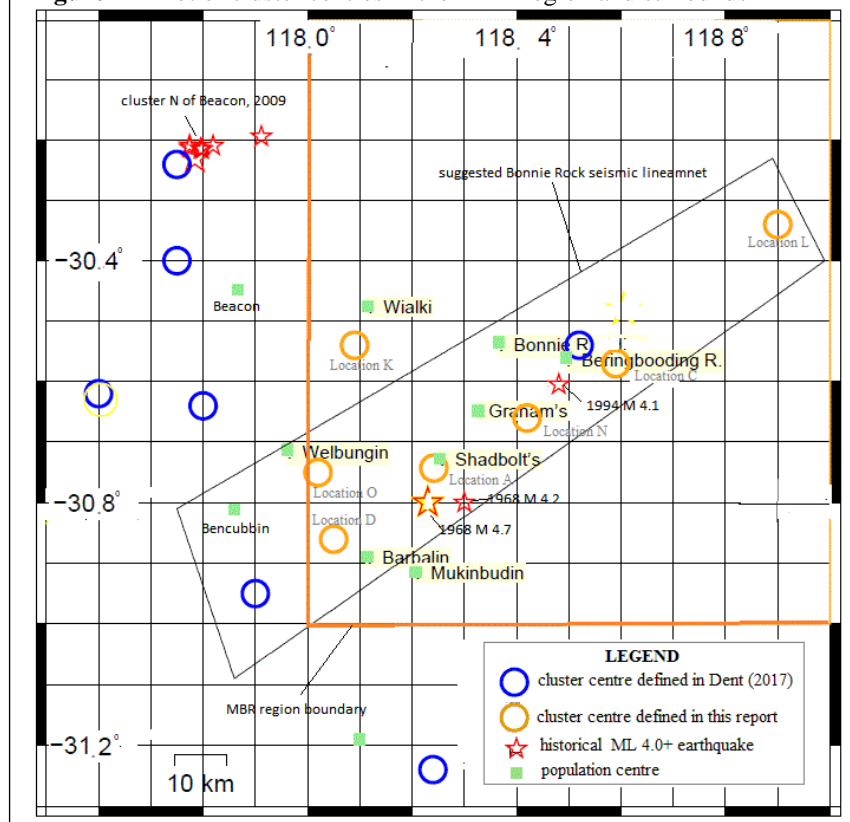 118.0° 118. 4° 118 8°
cluster N of Beacon, 2009
suggested Bonnie Rock seismic lineamnet
Location L
−30.4°
Beacon
Wialki
Bonnie R
Location K
Beringbooding R.
Location C
1994 M 4.1
Graham's
Location N
Welbungin
Shadbolt's
Location A
Location O
1968 M 4.2
−30.8°
Bencubbin
Location D
1968 M 4.7
Barbalin
Mukinbudin
LEGEND
cluster centre defined in Dent (2017)
cluster centre defined in this report
historical ML 4.0+ earthquake
population centre
MBR region boundary
−31.2°
10 km